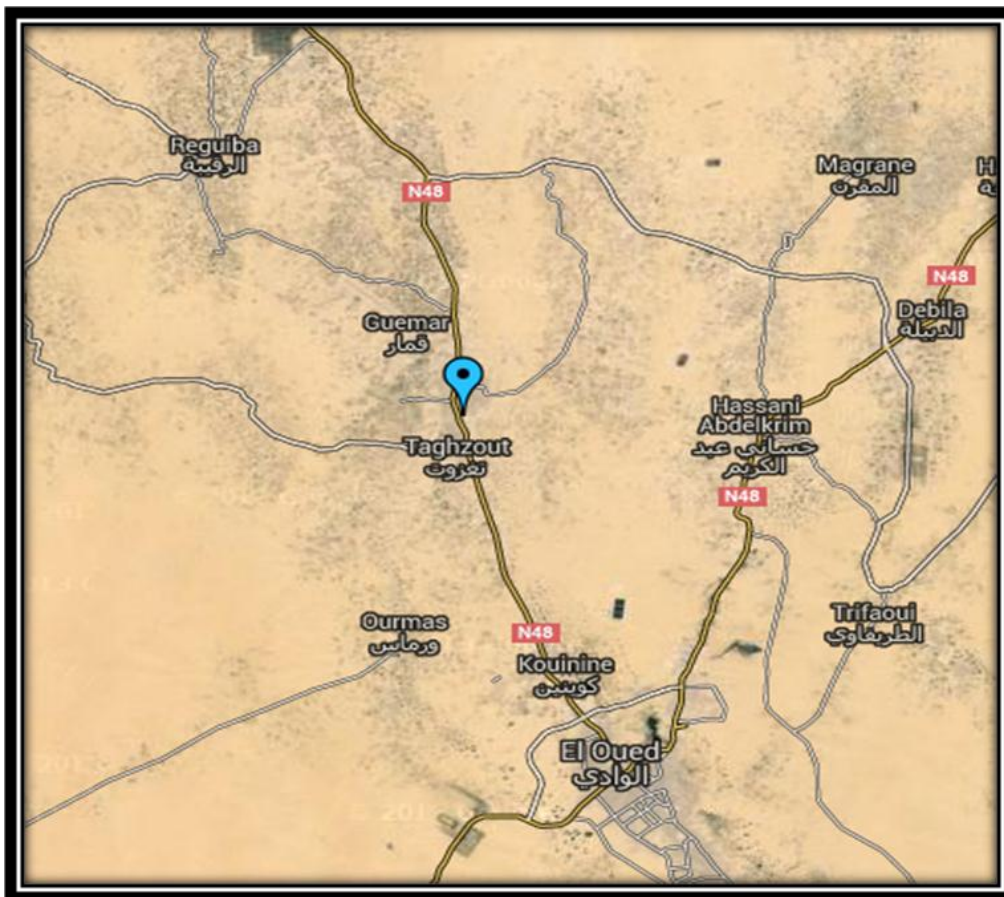 Reguiba
الرقيبة
Magrane
المقرن
H
ية
N48
N48
Debila
الدبيلة
Guemar
قمار
Hassani
Abdelkrim
حساني عبد
الكريم
Taghzout
تغزوت
N48
Ourmas
ورماس
Trifaoui
الطريفاوي
N48
Kouinine
كوينين
El Oued
الوادي